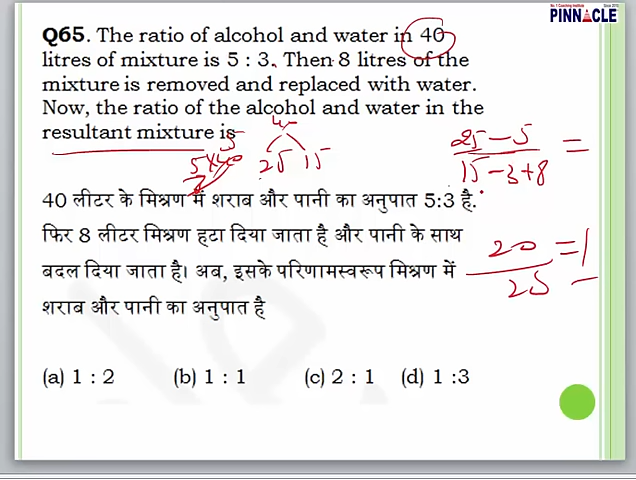 No. 1 Coaching Institute Since 2010
PINNACLE
Q65. The ratio of alcohol and water in 40
litres of mixture is 5 : 3. Then 8 litres of the
mixture is removed and replaced with water.
Now, the ratio of the alcohol and water in the
resultant mixture is
25 15
25 - 5 =
15 - 3 + 8
40 लीटर के मिश्रण में शराब और पानी का अनुपात 5:3 है.
फिर 8 लीटर मिश्रण हटा दिया जाता है और पानी के साथ
बदल दिया जाता है। अब, इसके परिणामस्वरूप मिश्रण में
शराब और पानी का अनुपात है
20 = 1
20
(a) 1 : 2 (b) 1 : 1 (c) 2 : 1 (d) 1 :3